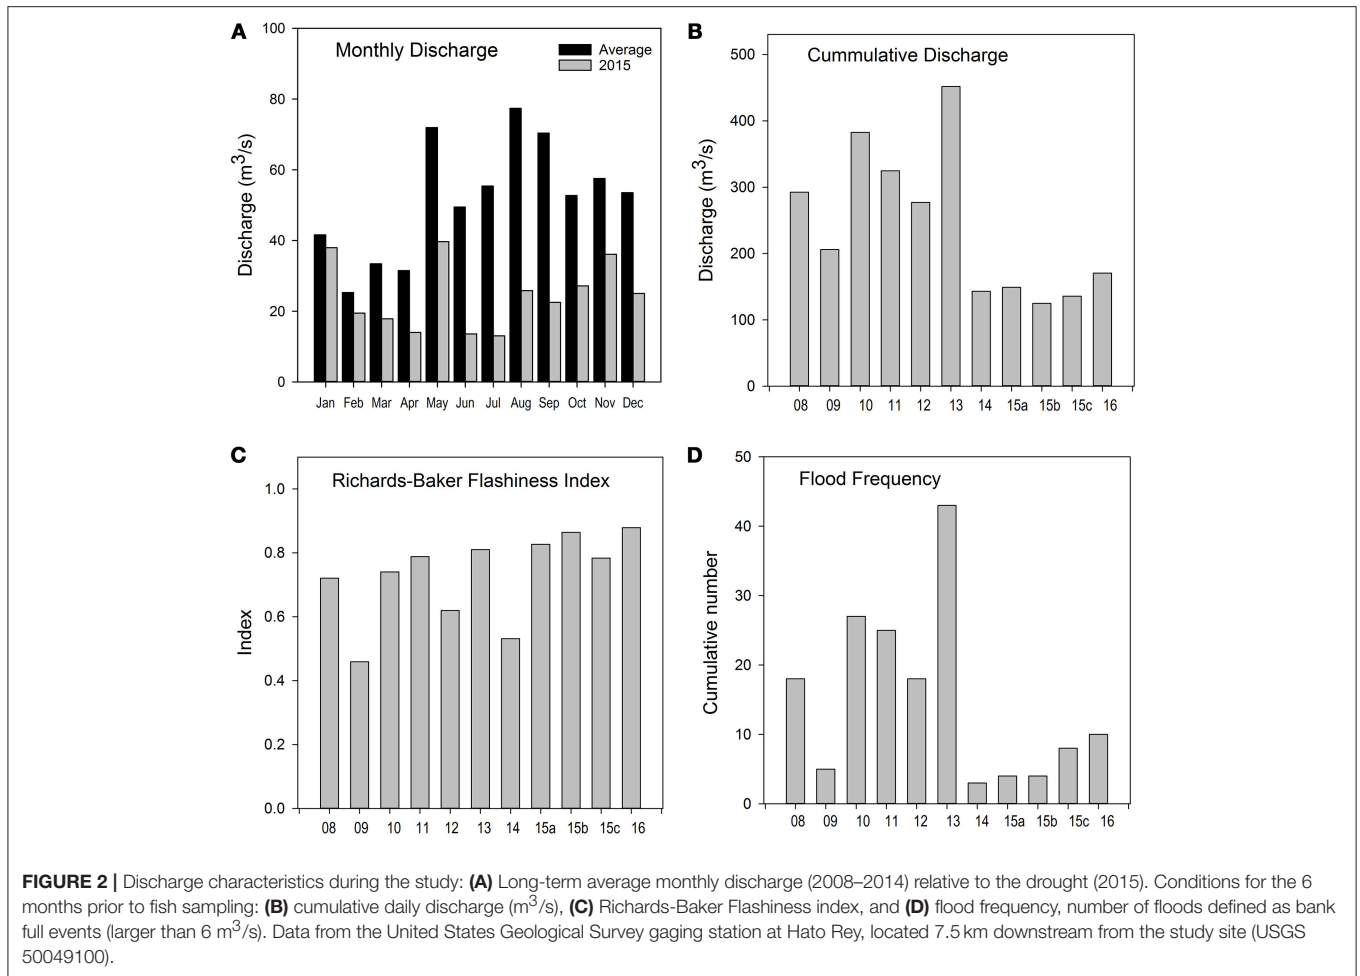 A
Monthly Discharge
Average
2015
Discharge (m³/s)
100
80
60
40
20
0
Jan Feb Mar Apr May Jun Jul Aug Sep Oct Nov Dec
B
Cummulative Discharge
Discharge (m³/s)
500
400
300
200
100
0
08 09 10 11 12 13 14 15a 15b 15c 16
C
Richards-Baker Flashiness Index
Index
1.0
0.8
0.6
0.4
0.2
0.0
08 09 10 11 12 13 14 15a 15b 15c 16
D
Flood Frequency
Cumulative number
50
40
30
20
10
0
08 09 10 11 12 13 14 15a 15b 15c 16
FIGURE 2 | Discharge characteristics during the study: (A) Long-term average monthly discharge (2008–2014) relative to the drought (2015). Conditions for the 6
months prior to fish sampling: (B) cumulative daily discharge (m³/s), (C) Richards-Baker Flashiness index, and (D) flood frequency, number of floods defined as bank
full events (larger than 6 m³/s). Data from the United States Geological Survey gaging station at Hato Rey, located 7.5 km downstream from the study site (USGS
50049100).